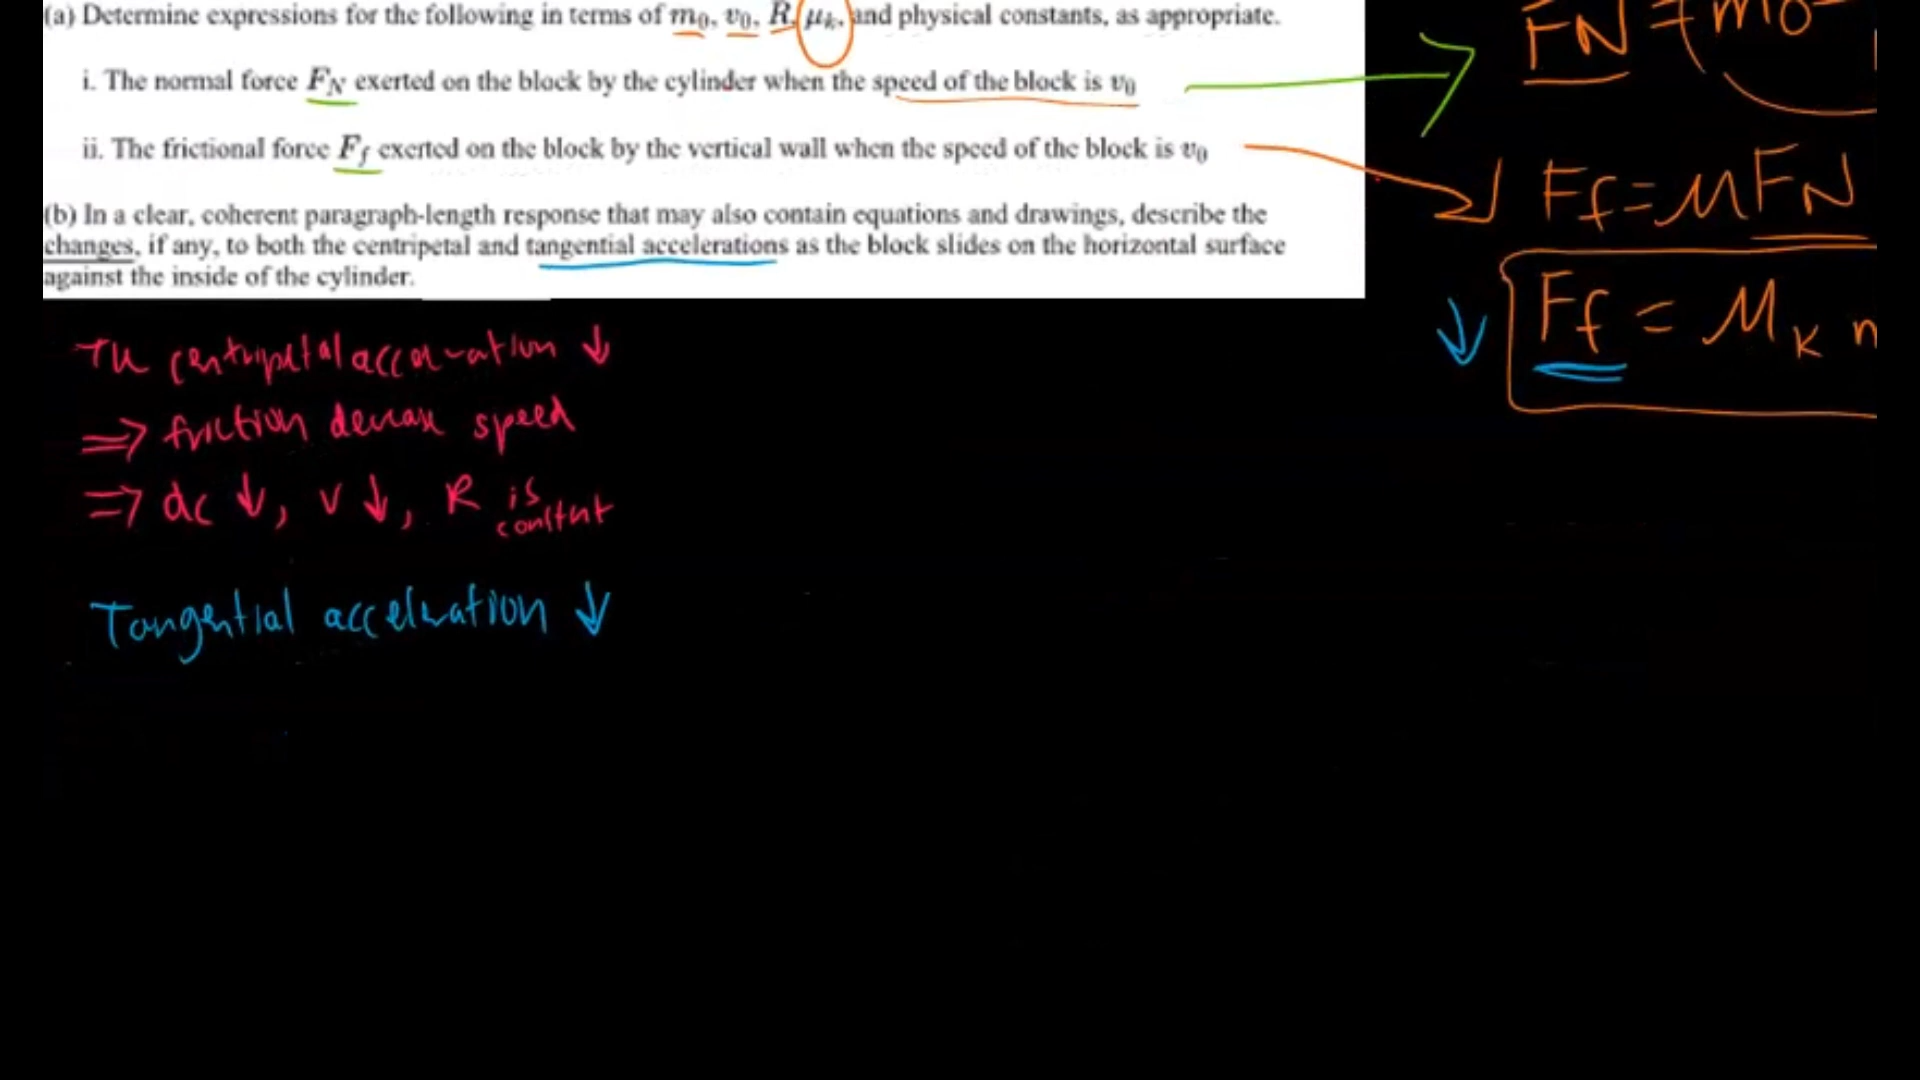 (a) Determine expressions for the following in terms of m₀, v₀, R, μₖ, and physical constants, as appropriate.
i. The normal force F_N exerted on the block by the cylinder when the speed of the block is v₀
ii. The frictional force F_f exerted on the block by the vertical wall when the speed of the block is v₀
(b) In a clear, coherent paragraph-length response that may also contain equations and drawings, describe the
changes, if any, to both the centripetal and tangential accelerations as the block slides on the horizontal surface
against the inside of the cylinder.
FN = m0
Ff = μFN
↓ Ff = μK
centripetal acceleration ↓
⇒ friction speed
⇒ ac ↓, v ↓, R is
constant
Tangential acceleration ↓